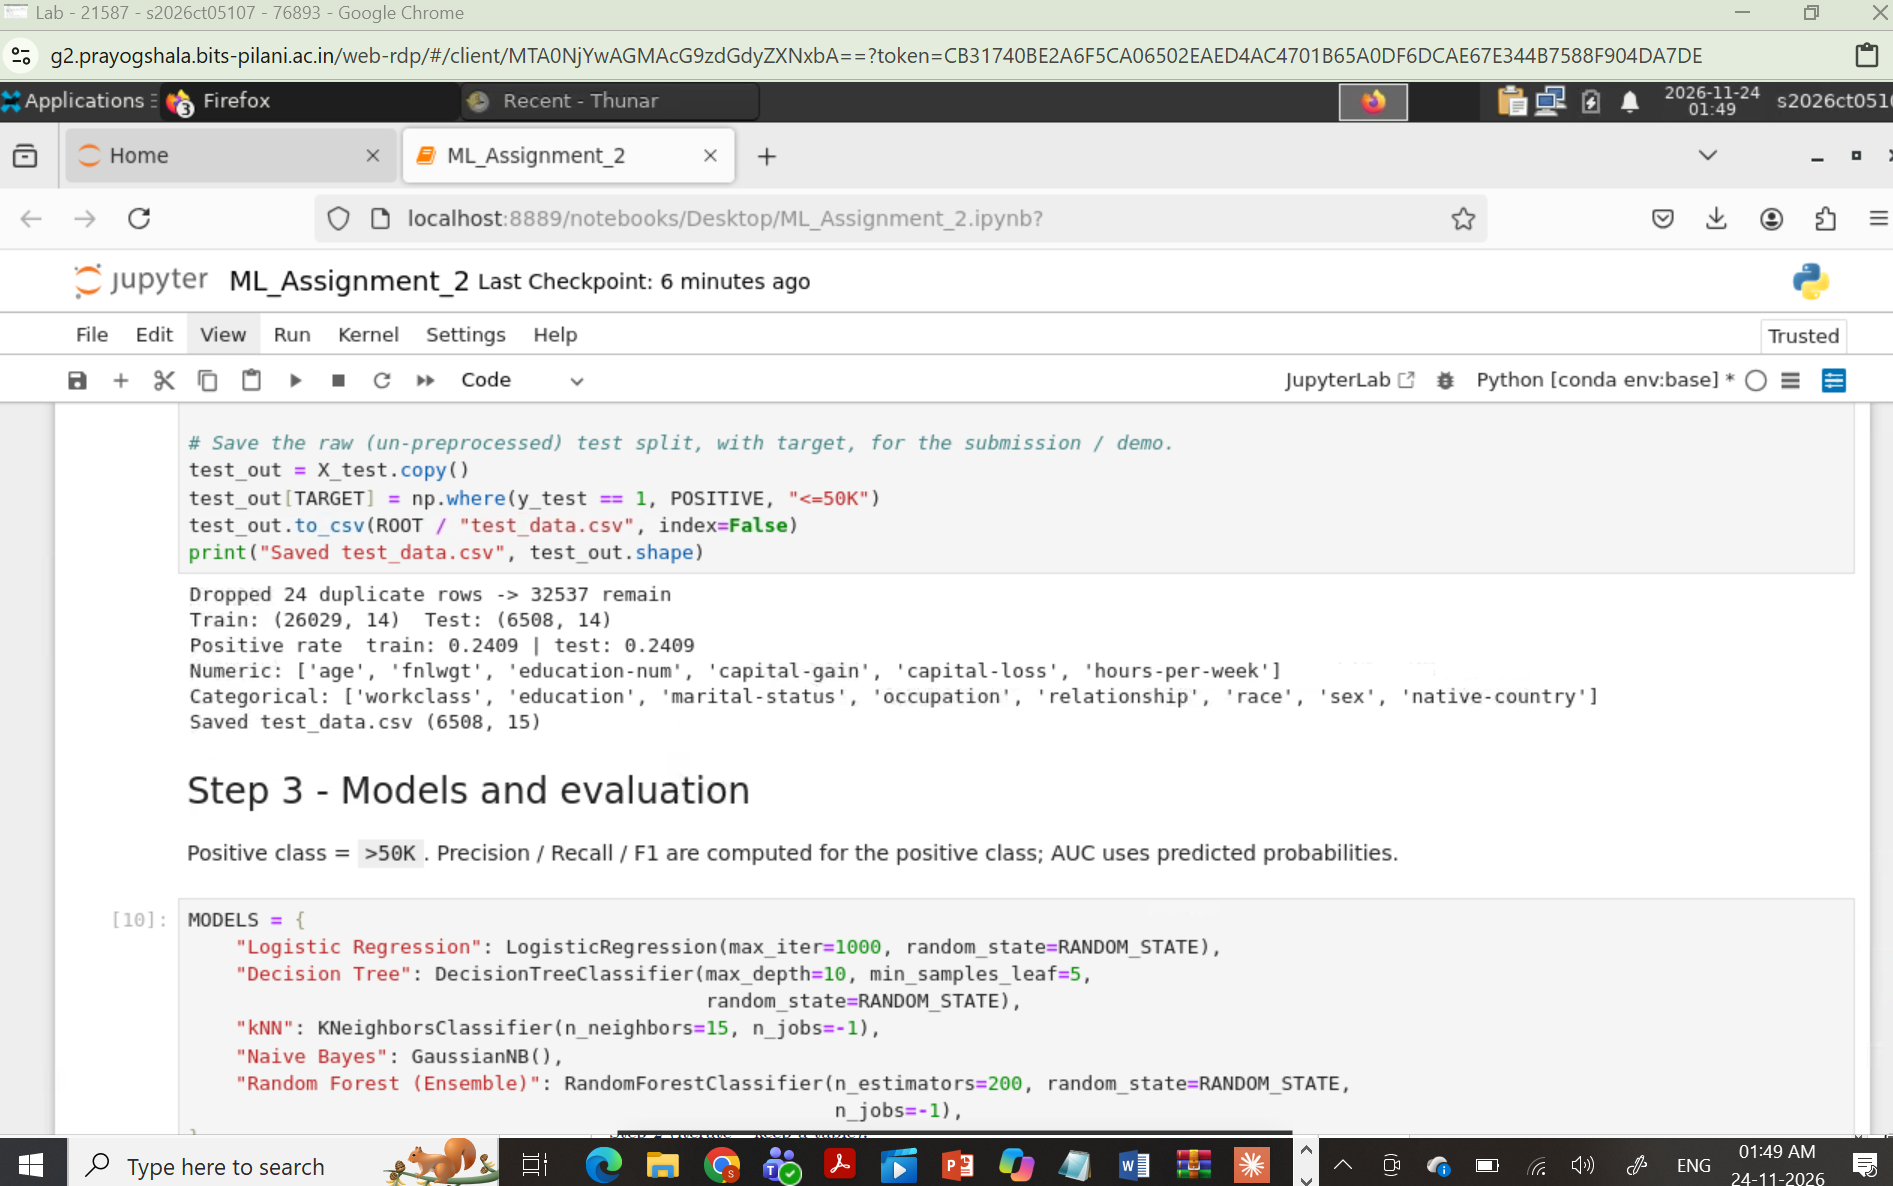 Lab - 21587 - s2026ct05107 - 76893 - Google Chrome
g2.prayogshala.bits-pilani.ac.in/web-rdp/#/client/MTA0NjYwAGMAcG9zdGdyZXNxbA==?token=CB31740BE2A6F5CA06502EAED4AC4701B65A0DF6DCAE67E344B7588F904DA7DE
Applications Firefox Recent - Thunar 2026-11-24 01:49 s2026ct0510
Home ML_Assignment_2
localhost:8889/notebooks/Desktop/ML_Assignment_2.ipynb?
jupyter ML_Assignment_2 Last Checkpoint: 6 minutes ago
File Edit View Run Kernel Settings Help Trusted
Code JupyterLab Python [conda env:base] *
# Save the raw (un-preprocessed) test split, with target, for the submission / demo.
test_out = X_test.copy()
test_out[TARGET] = np.where(y_test == 1, POSITIVE, "<=50K")
test_out.to_csv(ROOT / "test_data.csv", index=False)
print("Saved test_data.csv", test_out.shape)
Dropped 24 duplicate rows -> 32537 remain
Train: (26029, 14)  Test: (6508, 14)
Positive rate  train: 0.2409 | test: 0.2409
Numeric: ['age', 'fnlwgt', 'education-num', 'capital-gain', 'capital-loss', 'hours-per-week']
Categorical: ['workclass', 'education', 'marital-status', 'occupation', 'relationship', 'race', 'sex', 'native-country']
Saved test_data.csv (6508, 15)
Step 3 - Models and evaluation
Positive class = >50K . Precision / Recall / F1 are computed for the positive class; AUC uses predicted probabilities.
[10]: MODELS = {
"Logistic Regression": LogisticRegression(max_iter=1000, random_state=RANDOM_STATE),
"Decision Tree": DecisionTreeClassifier(max_depth=10, min_samples_leaf=5,
random_state=RANDOM_STATE),
"kNN": KNeighborsClassifier(n_neighbors=15, n_jobs=-1),
"Naive Bayes": GaussianNB(),
"Random Forest (Ensemble)": RandomForestClassifier(n_estimators=200, random_state=RANDOM_STATE,
n_jobs=-1),
Type here to search ENG 01:49 AM
24-11-2026